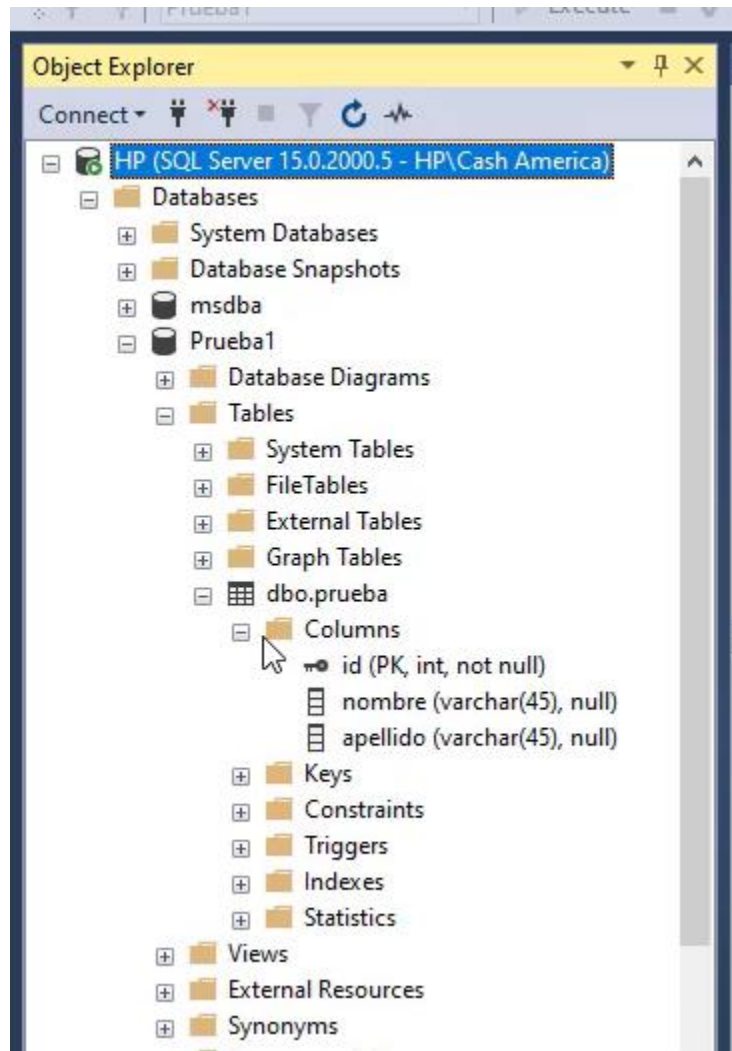 Prueba1 Execute
Object Explorer
Connect
HP (SQL Server 15.0.2000.5 - HP\Cash America)
Databases
System Databases
Database Snapshots
msdba
Prueba1
Database Diagrams
Tables
System Tables
FileTables
External Tables
Graph Tables
dbo.prueba
Columns
id (PK, int, not null)
nombre (varchar(45), null)
apellido (varchar(45), null)
Keys
Constraints
Triggers
Indexes
Statistics
Views
External Resources
Synonyms